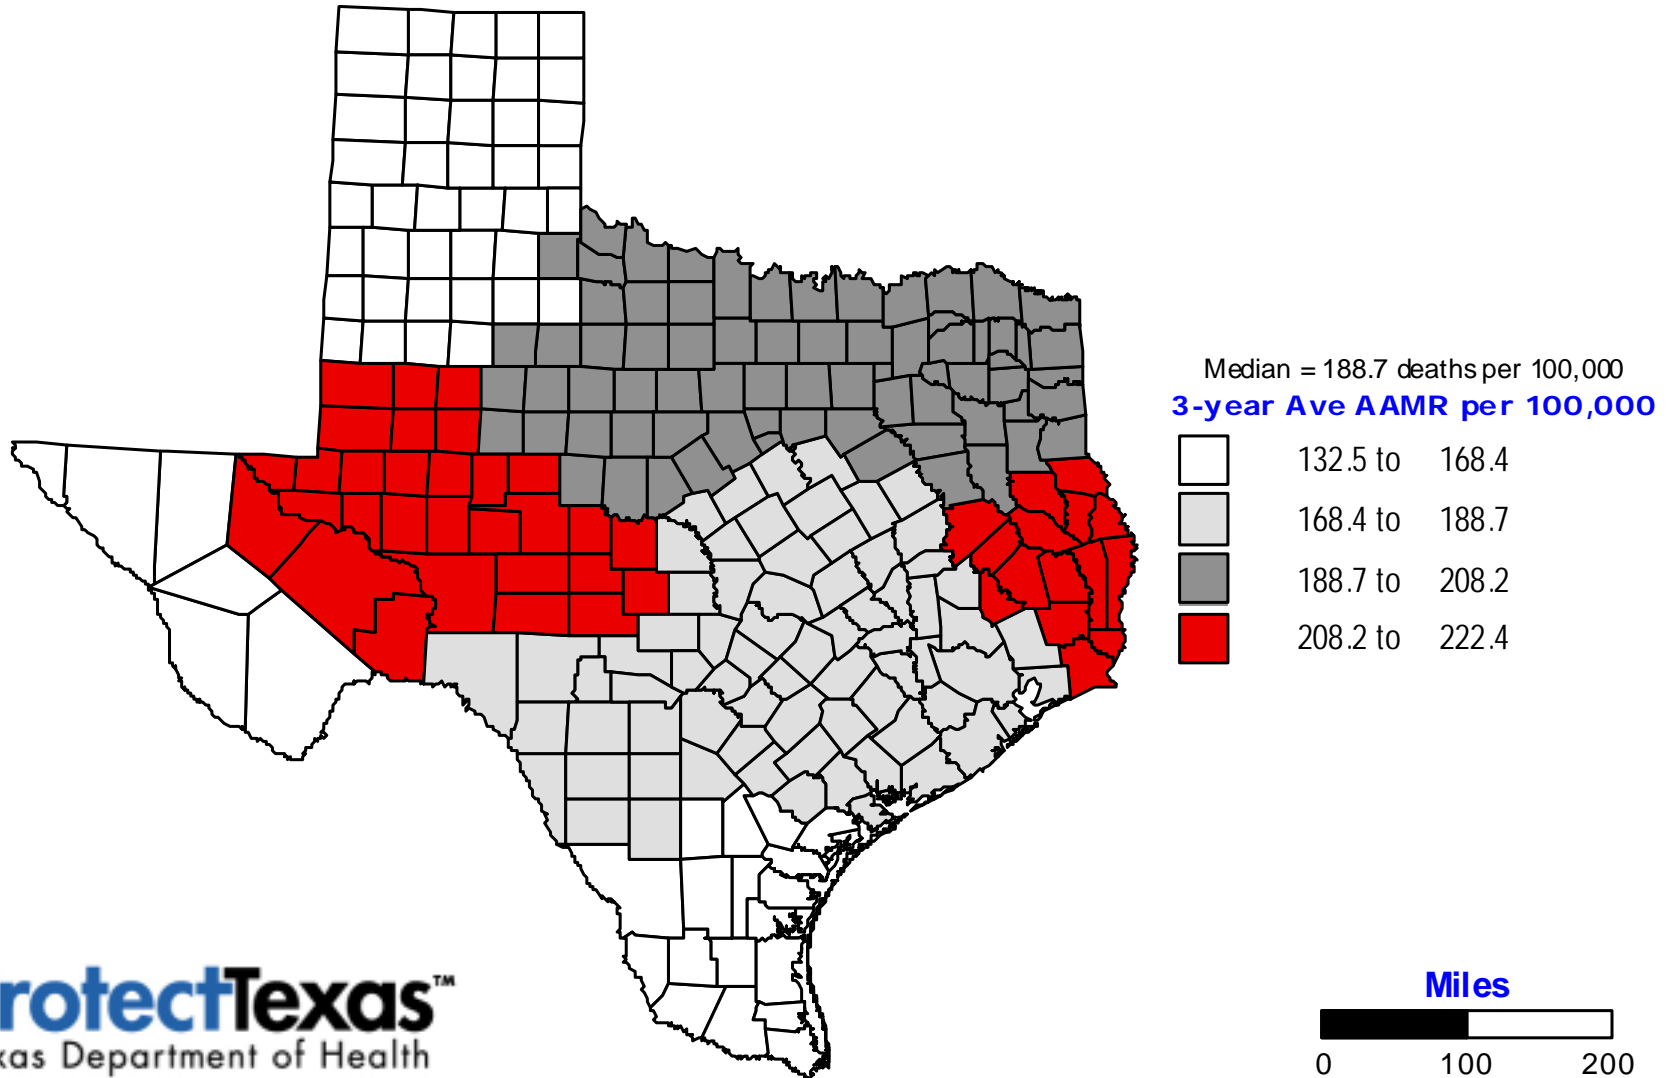 Median = 188.7 deaths per 100,000
3-year Ave AAMR per 100,000
132.5 to 168.4
168.4 to 188.7
188.7 to 208.2
208.2 to 222.4
rotectTexas™
xas Department of Health
Miles
0 100 200